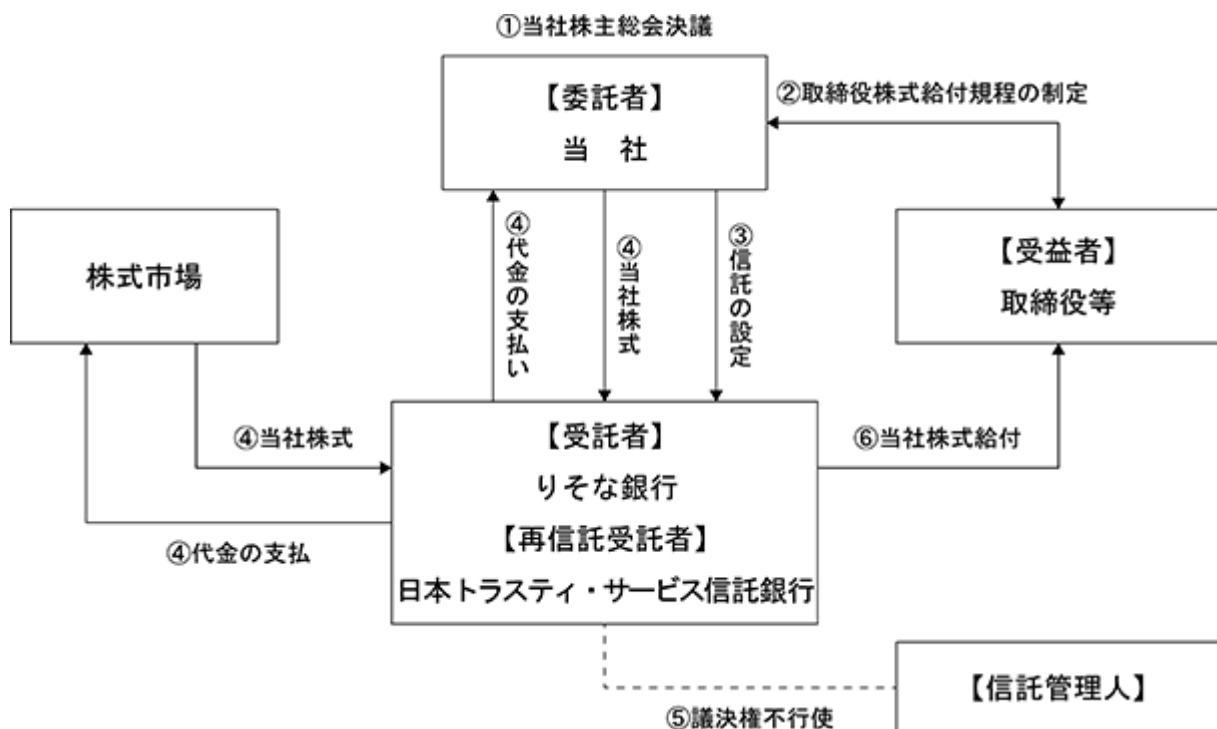 ①当社株主総会決議
【委託者】
当 社
②取締役株式給付規程の制定
株式市場
④代金の支払い
④当社株式
③信託の設定
【受益者】
取締役等
④当社株式
④代金の支払
【受託者】
りそな銀行
【再信託受託者】
日本トラスティ・サービス信託銀行
⑥当社株式給付
【信託管理人】
⑤議決権不行使